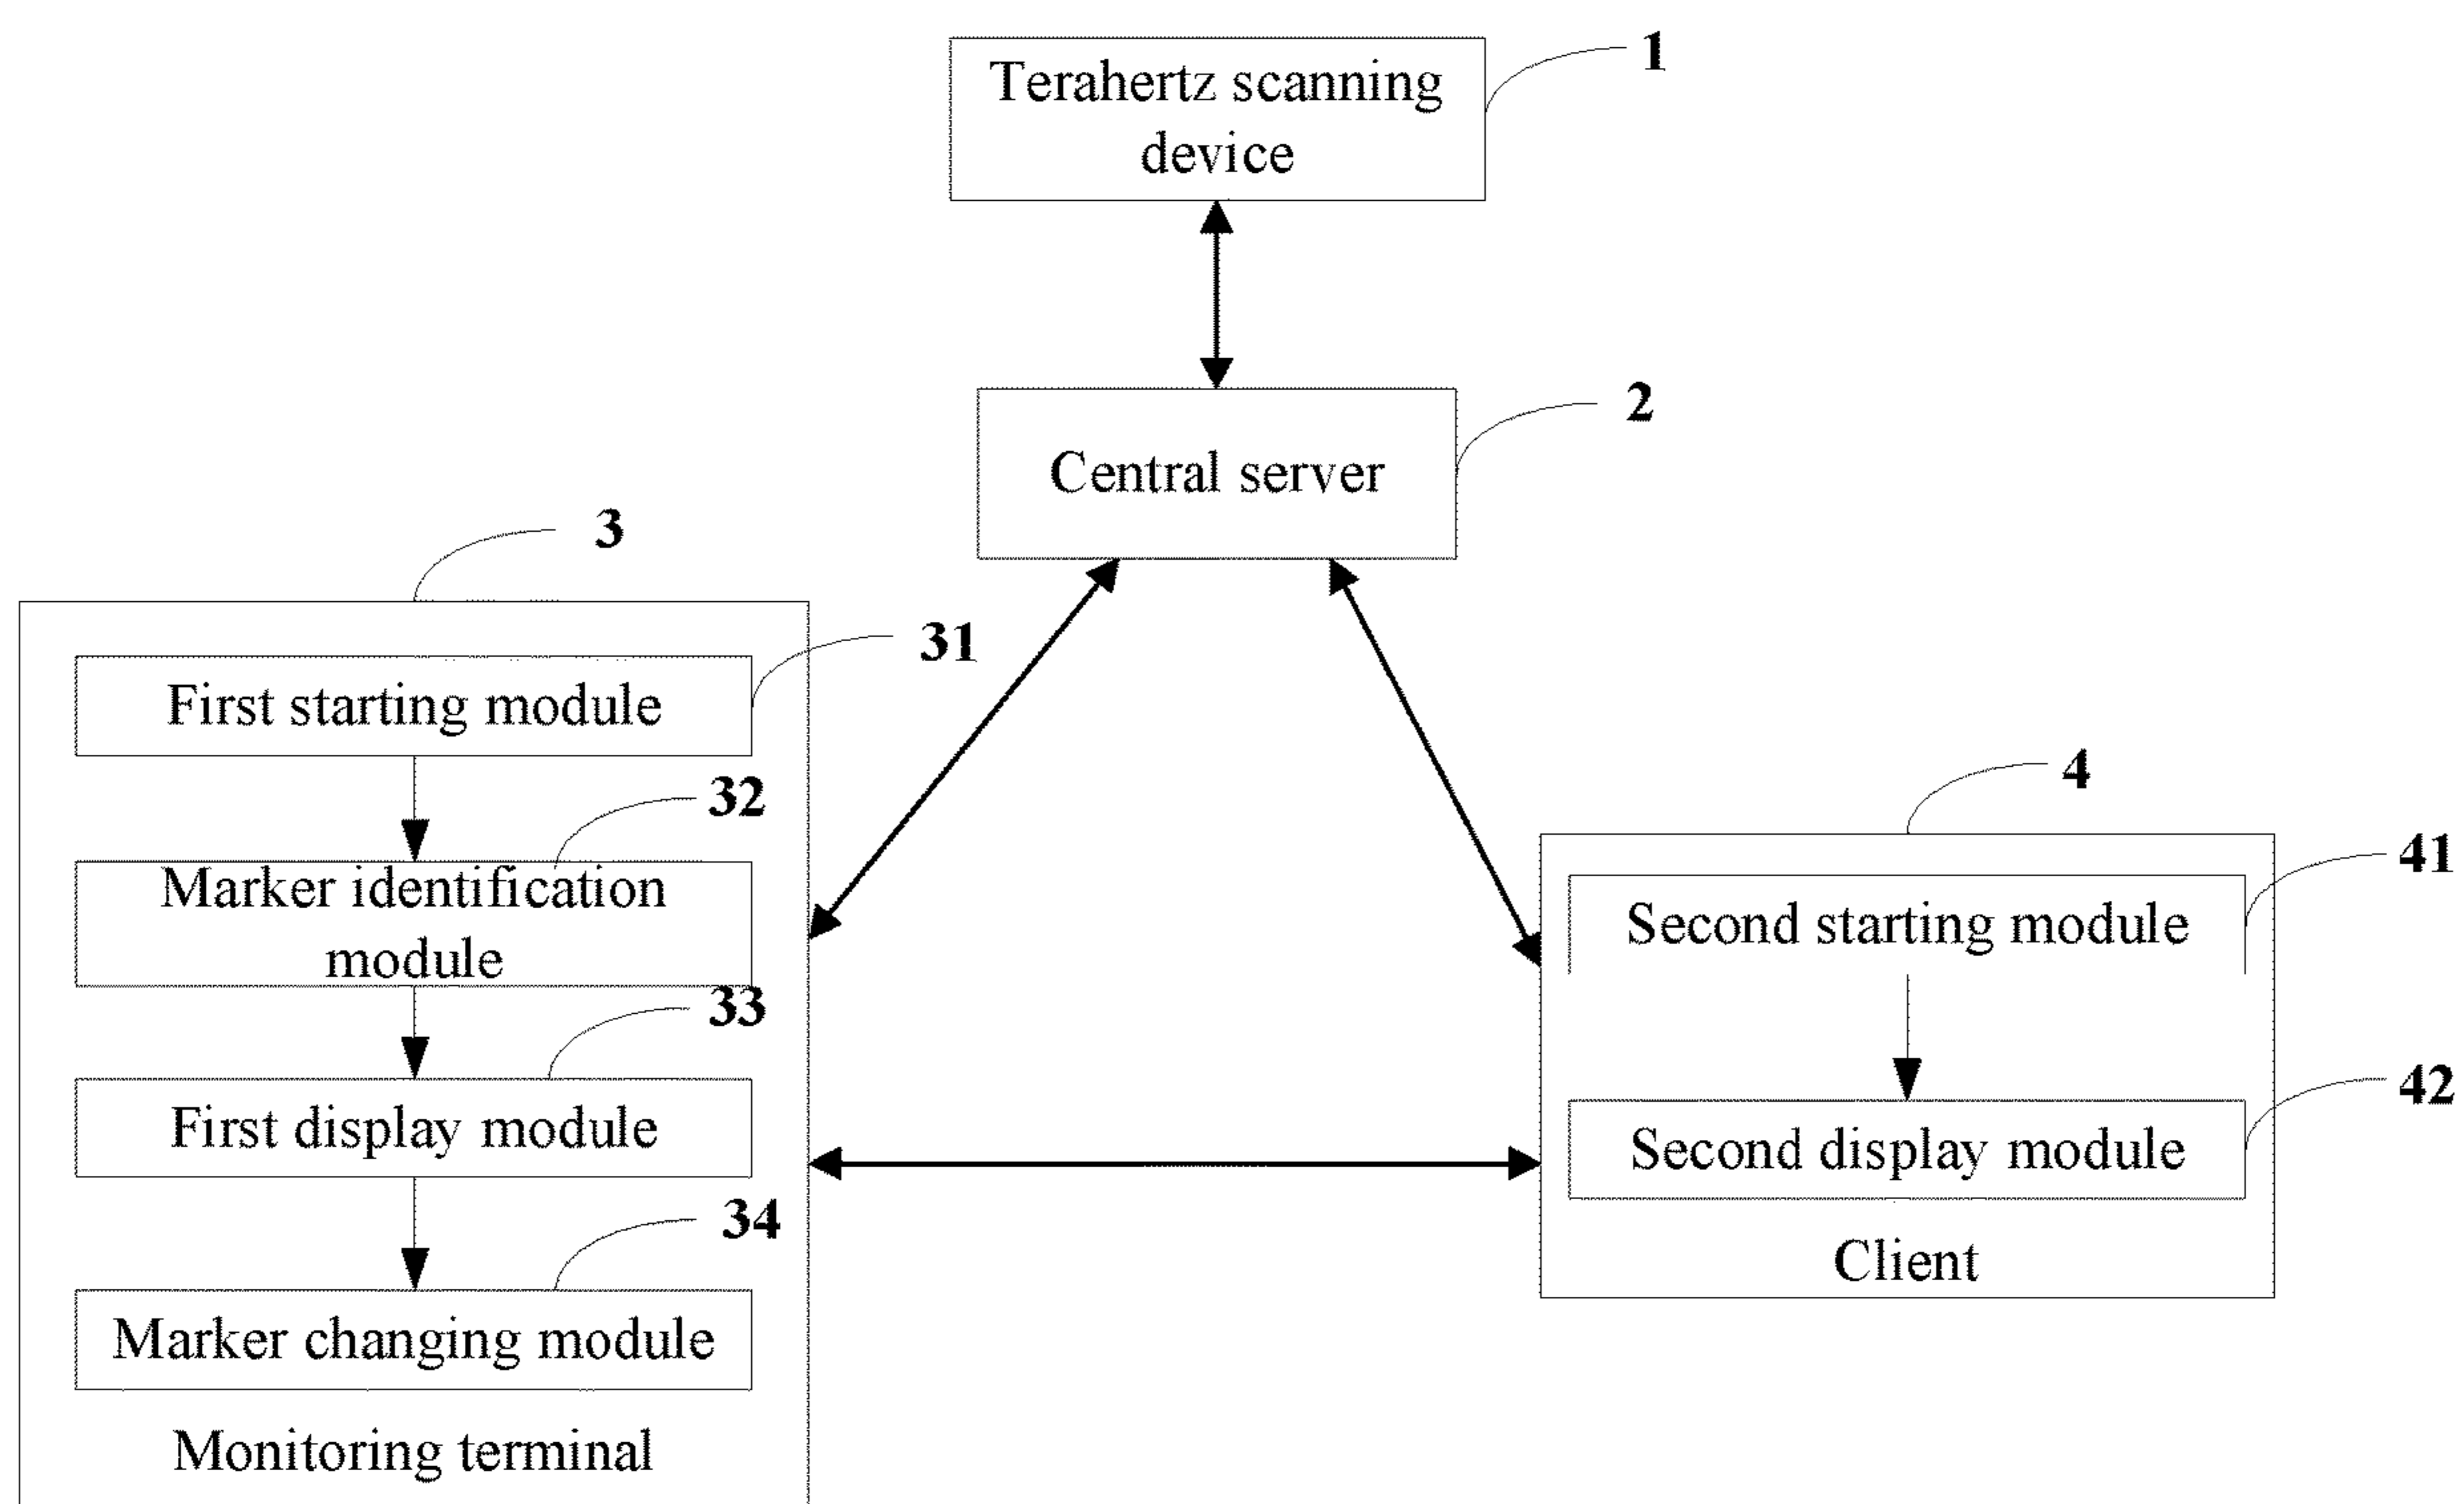 Terahertz scanning
device
1
Central server
2
3
First starting module
31
Marker identification
module
32
First display module
33
Marker changing module
34
Monitoring terminal
4
Second starting module
41
Second display module
42
Client